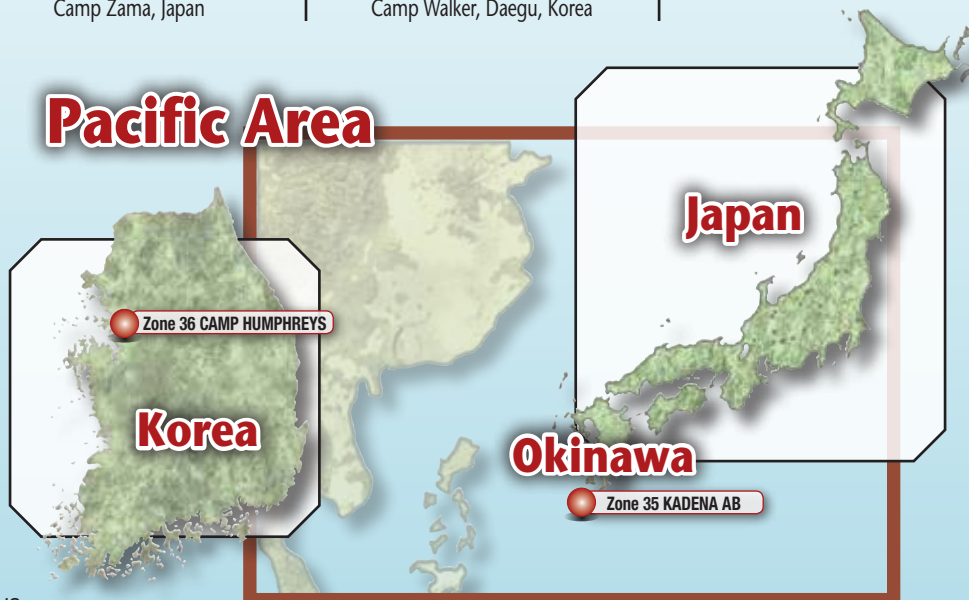 Camp Zama, Japan
Camp Walker, Daegu, Korea
Pacific Area
Japan
Zone 36 CAMP HUMPHREYS
Korea
Okinawa
Zone 35 KADENA AB